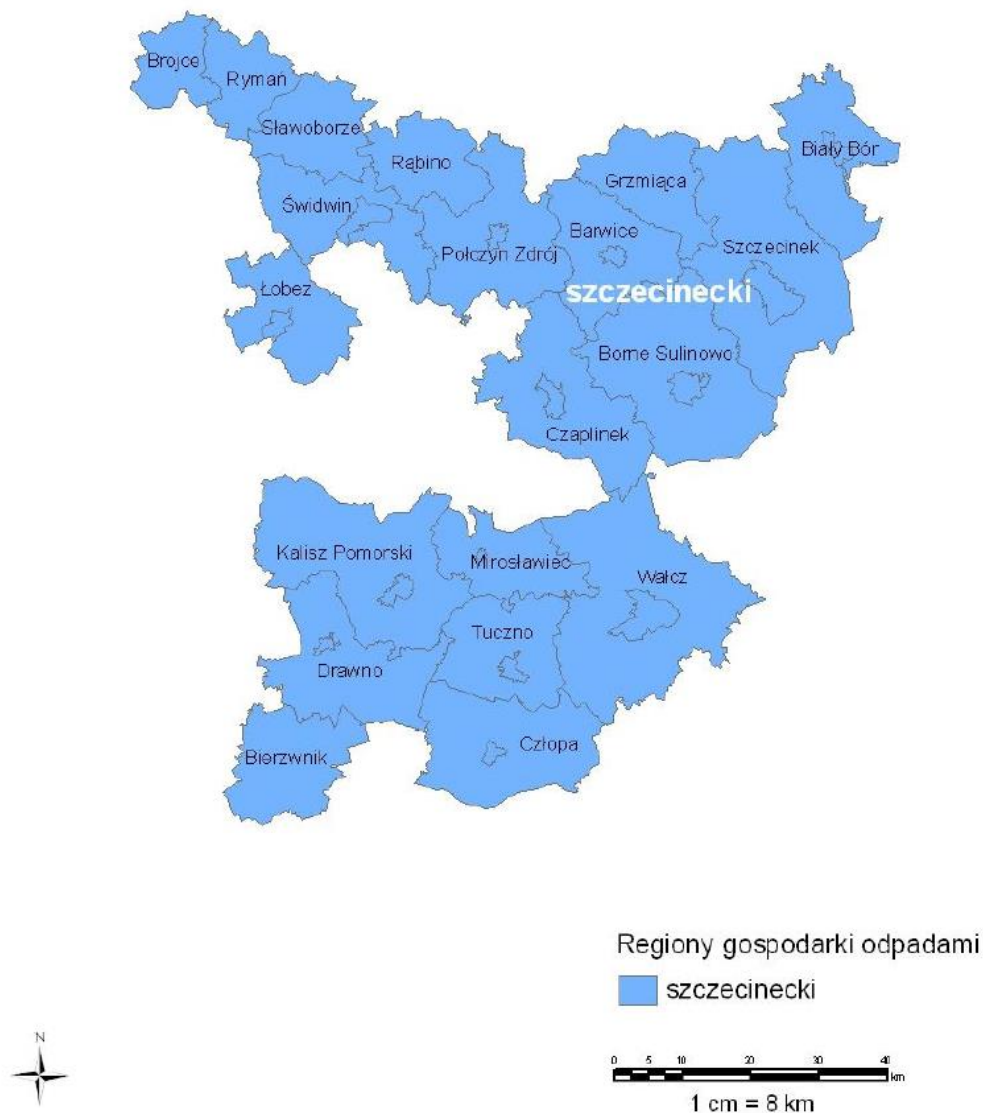 Brojce
Rymań
Sławoborze
Rąbino
Biały Bór
Grzmiąca
Świdwin
Barwice
Połczyn Zdrój
Szczecinek
Łobez
szczecinecki
Borne Sulinowo
Czaplinek
Kalisz Pomorski
Mirosławiec
Wałcz
Tuczno
Drawno
Człopa
Bierzwnik
Regiony gospodarki odpadami
szczecinecki
N
0 5 10 20 30 40
km
1 cm = 8 km